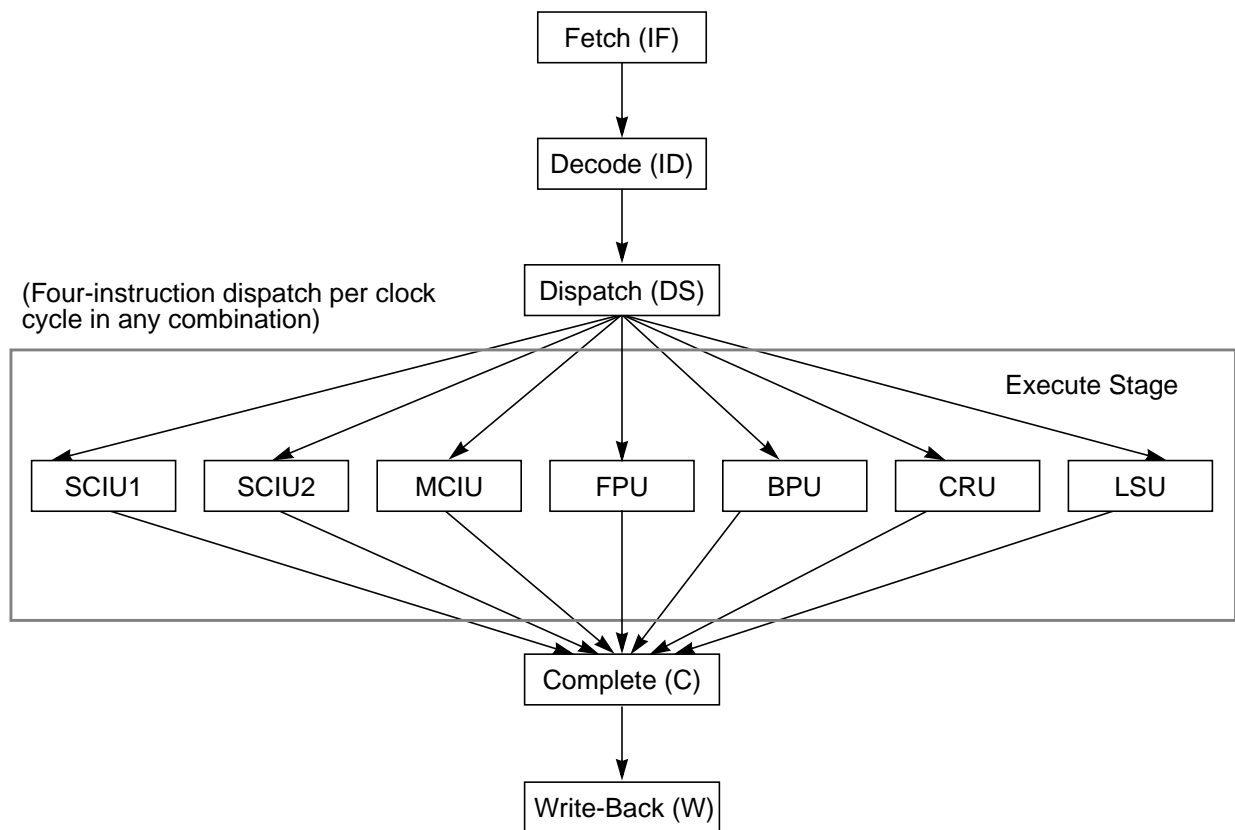 Fetch (IF)
Decode (ID)
Dispatch (DS)
(Four-instruction dispatch per clock
cycle in any combination)
Execute Stage
SCIU1
SCIU2
MCIU
FPU
BPU
CRU
LSU
Complete (C)
Write-Back (W)